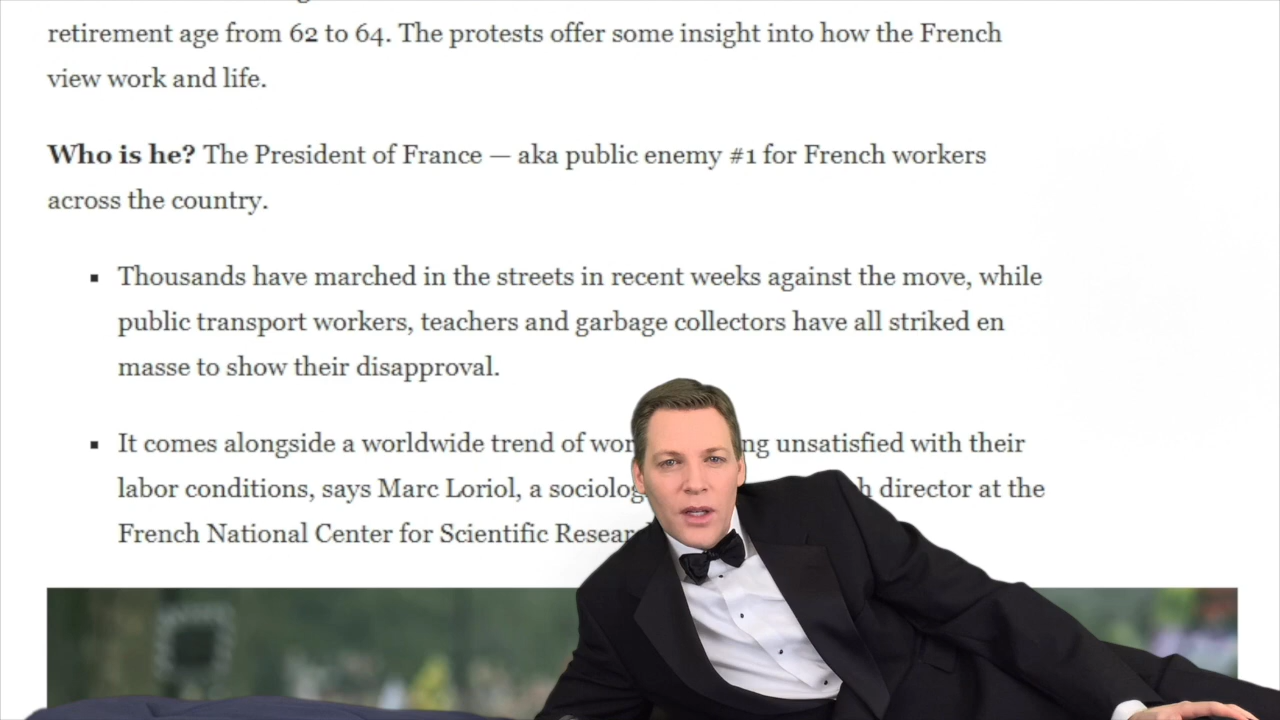 retirement age from 62 to 64. The protests offer some insight into how the French
view work and life.
Who is he? The President of France — aka public enemy #1 for French workers
across the country.
▪ Thousands have marched in the streets in recent weeks against the move, while
public transport workers, teachers and garbage collectors have all striked en
masse to show their disapproval.
▪ It comes alongside a worldwide trend of unsatisfied with their
labor conditions, says Marc Loriol, a director at the
French National Center for Scientific